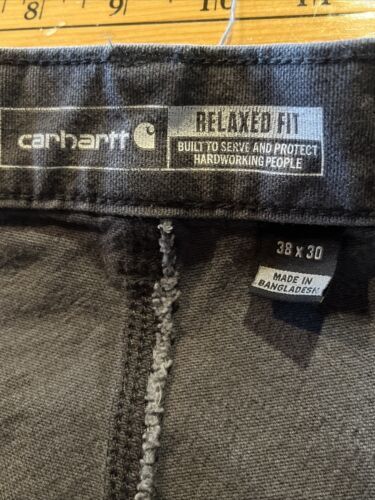 8 9 10 11
carhartt
RELAXED FIT
BUILT TO SERVE AND PROTECT
HARDWORKING PEOPLE
38 x 30
MADE IN
BANGLADESH